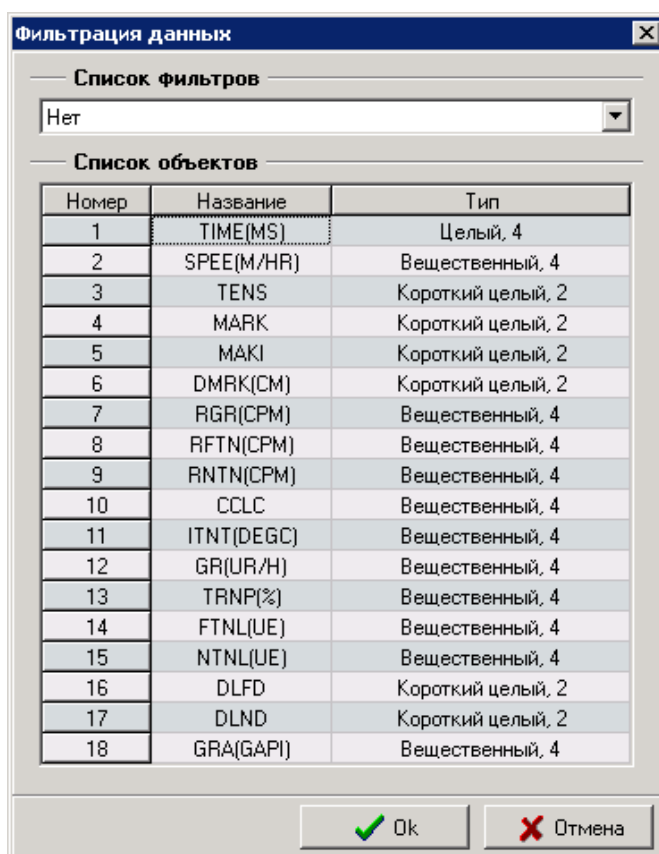 Фильтрация данных
Список фильтров
Нет
Список объектов
Номер Название Тип
1 TIME(MS) Целый, 4
2 SPEE(M/HR) Вещественный, 4
3 TENS Короткий целый, 2
4 MARK Короткий целый, 2
5 MAKI Короткий целый, 2
6 DMRK(CM) Короткий целый, 2
7 RGR(CPM) Вещественный, 4
8 RFTN(CPM) Вещественный, 4
9 RNTN(CPM) Вещественный, 4
10 CCLC Вещественный, 4
11 ITNT(DEGC) Вещественный, 4
12 GR(UR/H) Вещественный, 4
13 TRNP(%) Вещественный, 4
14 FTNL(UE) Вещественный, 4
15 NTNL(UE) Вещественный, 4
16 DLFD Короткий целый, 2
17 DLND Короткий целый, 2
18 GRA(GAPI) Вещественный, 4
Ok Отмена